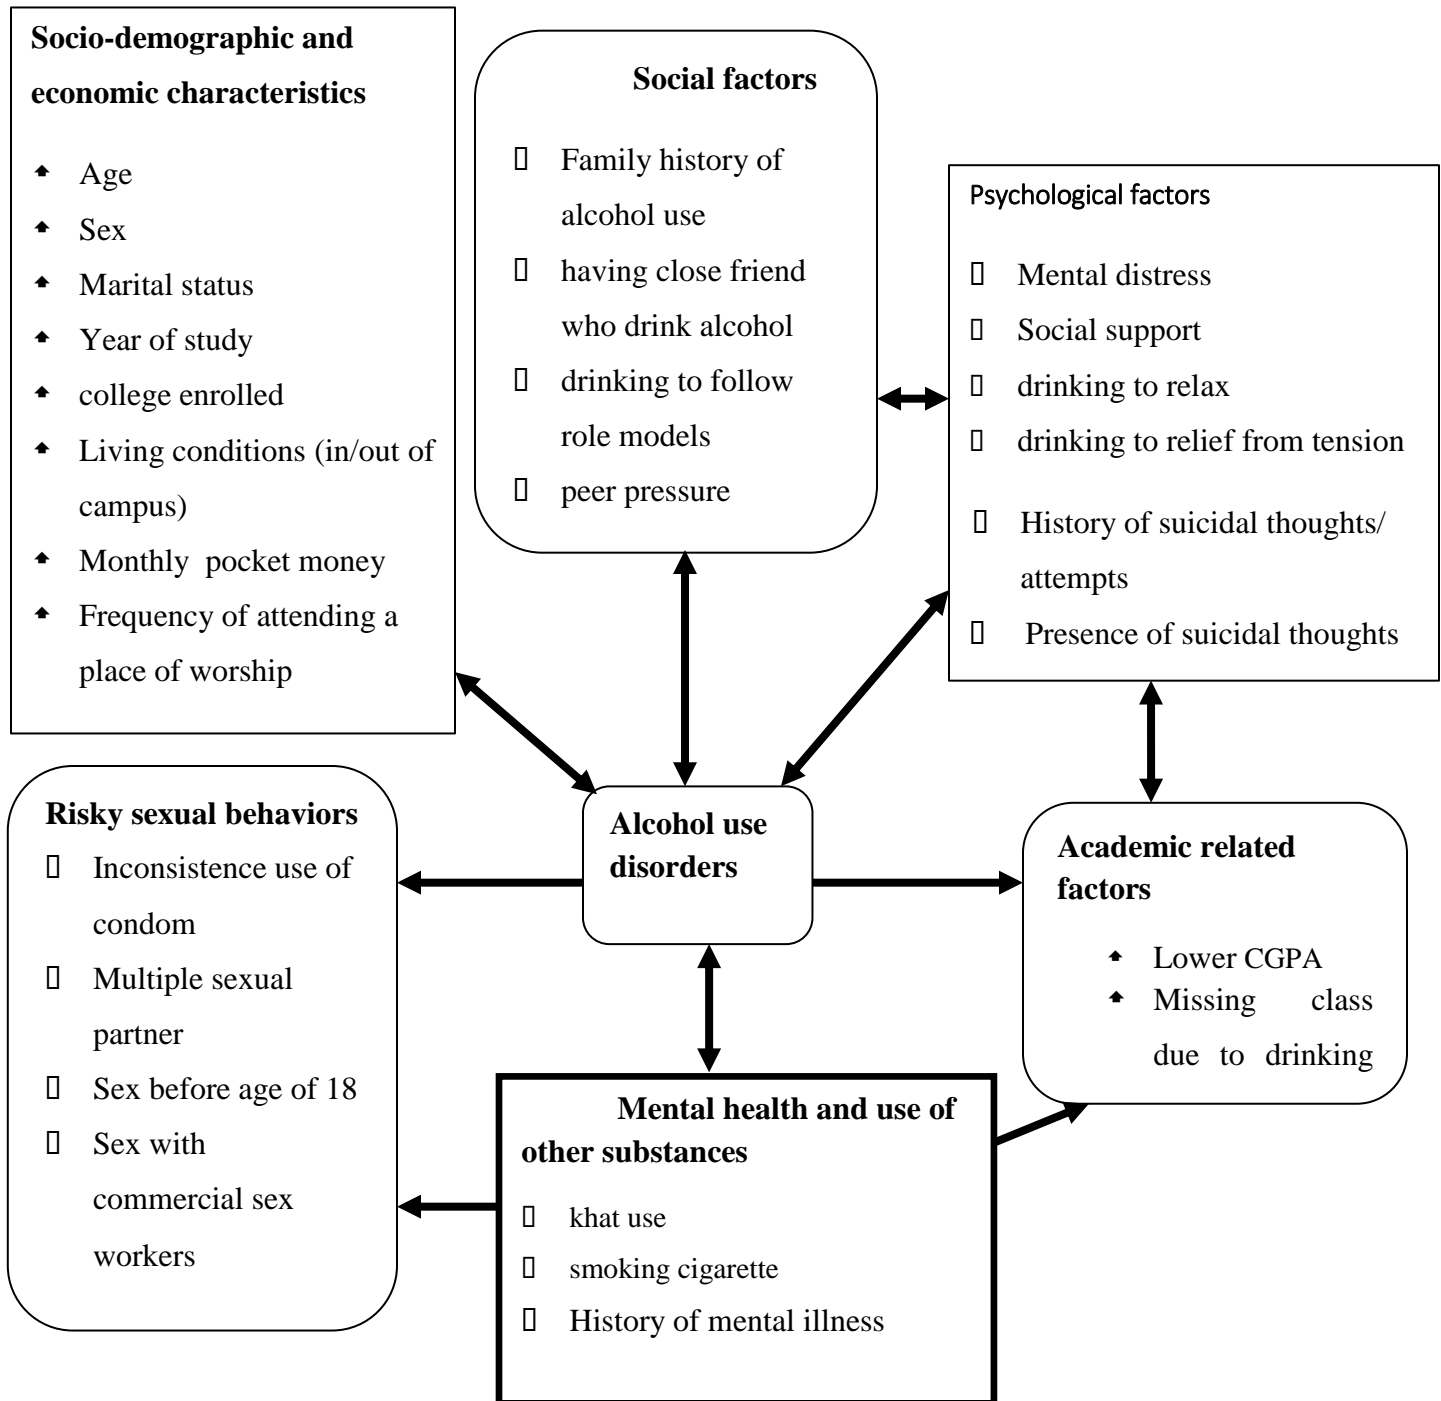 Socio-demographic and
economic characteristics
Age
Sex
Marital status
Year of study
college enrolled
Living conditions (in/out of
campus)
Monthly pocket money
Frequency of attending a
place of worship
Social factors
Family history of
alcohol use
having close friend
who drink alcohol
drinking to follow
role models
peer pressure
Psychological factors
Mental distress
Social support
drinking to relax
drinking to relief from tension
History of suicidal thoughts/
attempts
Presence of suicidal thoughts
Risky sexual behaviors
Inconsistence use of
condom
Multiple sexual
partner
Sex before age of 18
Sex with
commercial sex
workers
Alcohol use
disorders
Academic related
factors
Lower CGPA
Missing class
due to drinking
Mental health and use of
other substances
khat use
smoking cigarette
History of mental illness